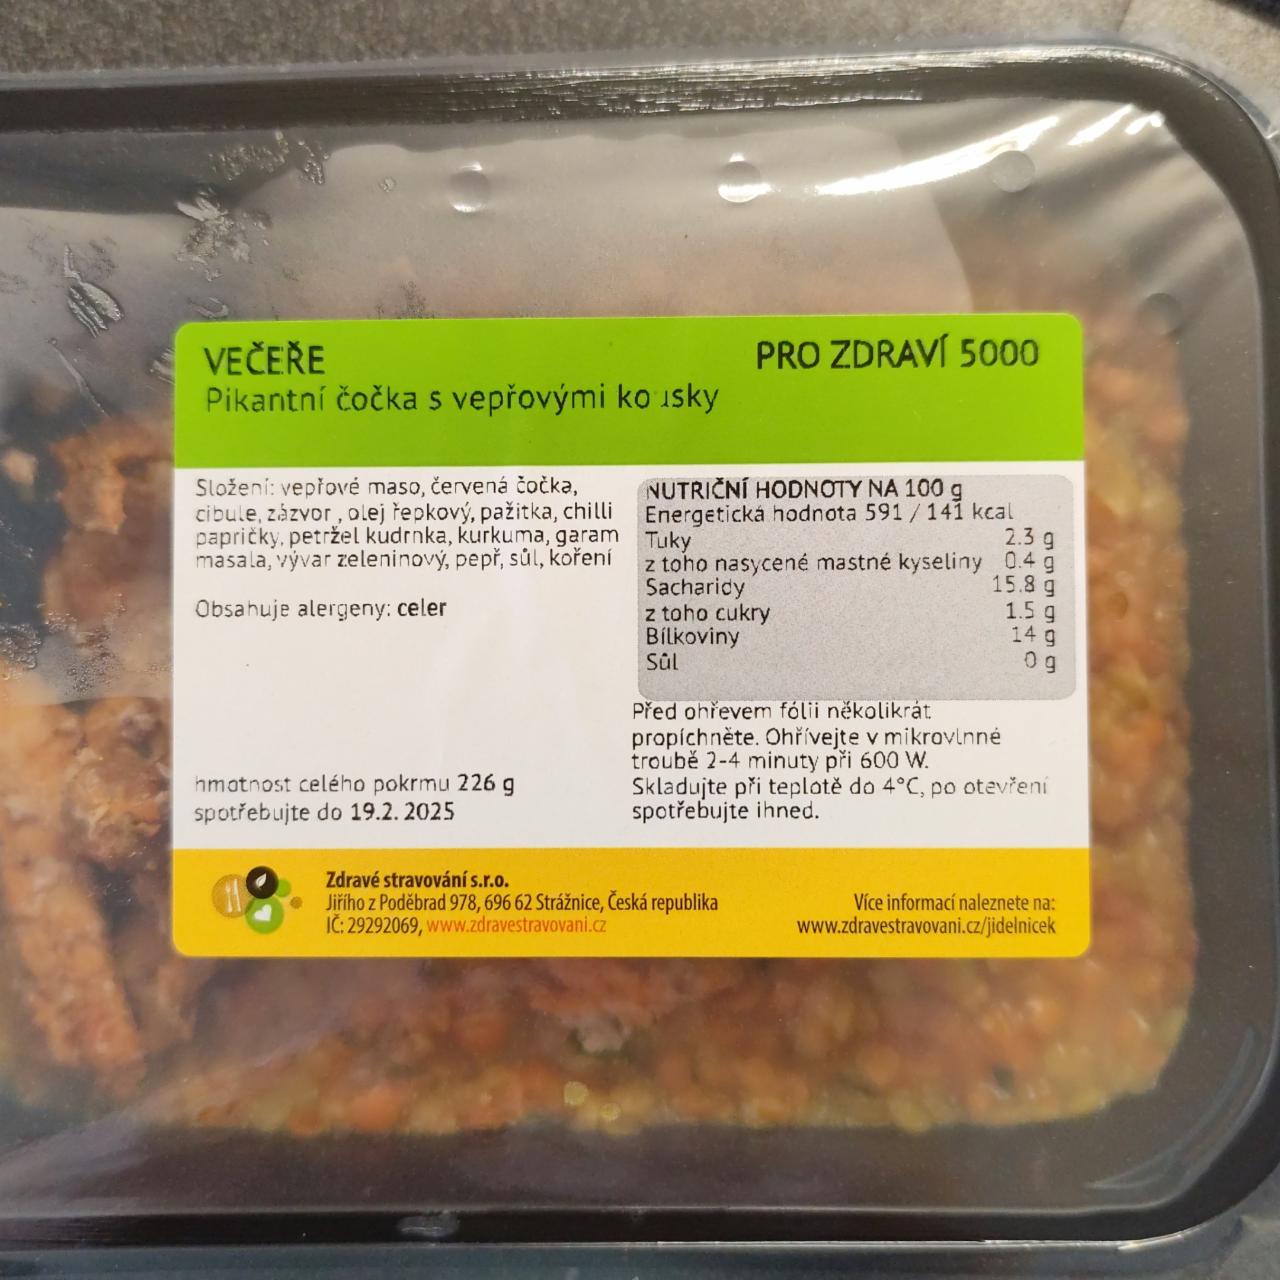 VEČEŘE
PRO ZDRAVÍ 5000
Pikantní čočka s vepřovými kousky
Složení: vepřové maso, červená čočka,
cibule, zázvor , olej řepkový, pažitka, chilli
papričky, petržel kudrnka, kurkuma, garam
masala, vývar zeleninový, pepř, sůl, koření
Obsahuje alergeny: celer
hmotnost celého pokrmu 226 g
spotřebujte do 19.2. 2025
NUTRIČNÍ HODNOTY NA 100 g
Energetická hodnota 591 / 141 kcal
Tuky 2.3 g
z toho nasycené mastné kyseliny 0.4 g
Sacharidy 15.8 g
z toho cukry 1.5 g
Bílkoviny 14 g
Sůl 0 g
Před ohřevem fólii několikrát
propíchněte. Ohřívejte v mikrovlnné
troubě 2-4 minuty při 600 W.
Skladujte při teplotě do 4°C, po otevření
spotřebujte ihned.
Zdravé stravování s.r.o.
Jiřího z Poděbrad 978, 696 62 Strážnice, Česká republika
IČ: 29292069, www.zdravestravovani.cz
Více informací naleznete na:
www.zdravestravovani.cz/jidelnicek